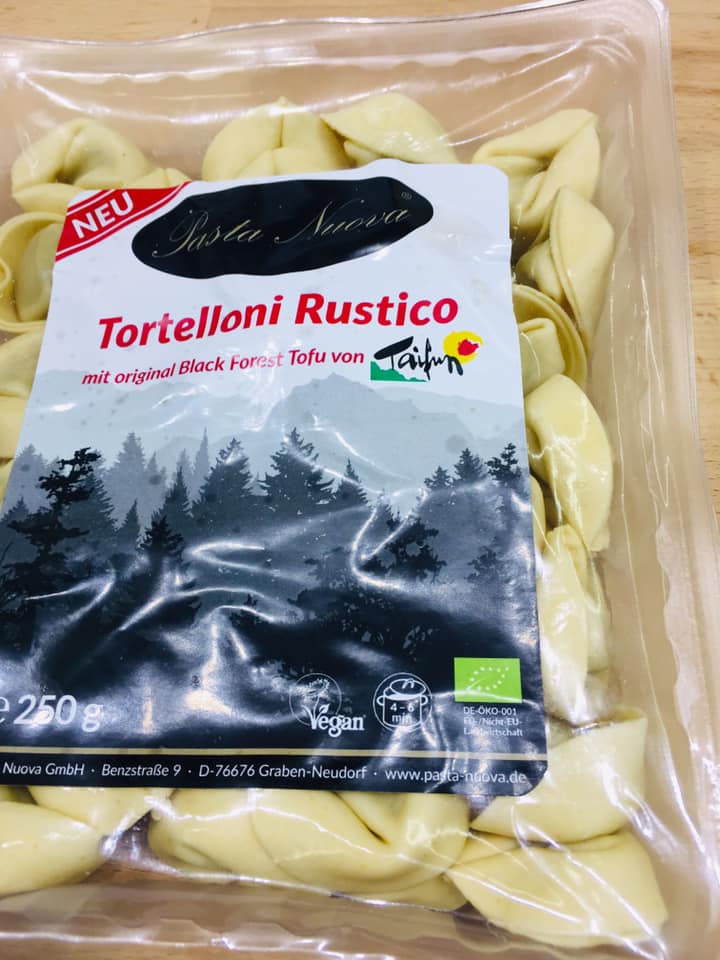 NEU
Pasta Nuova®
Tortelloni Rustico
mit original Black Forest Tofu von Taifun
e 250 g
Vegan
4 - 6
min
DE-ÖKO-001
EU-/Nicht-EU-
Landwirtschaft
Nuova GmbH · Benzstraße 9 · D-76676 Graben-Neudorf · www.pasta-nuova.de